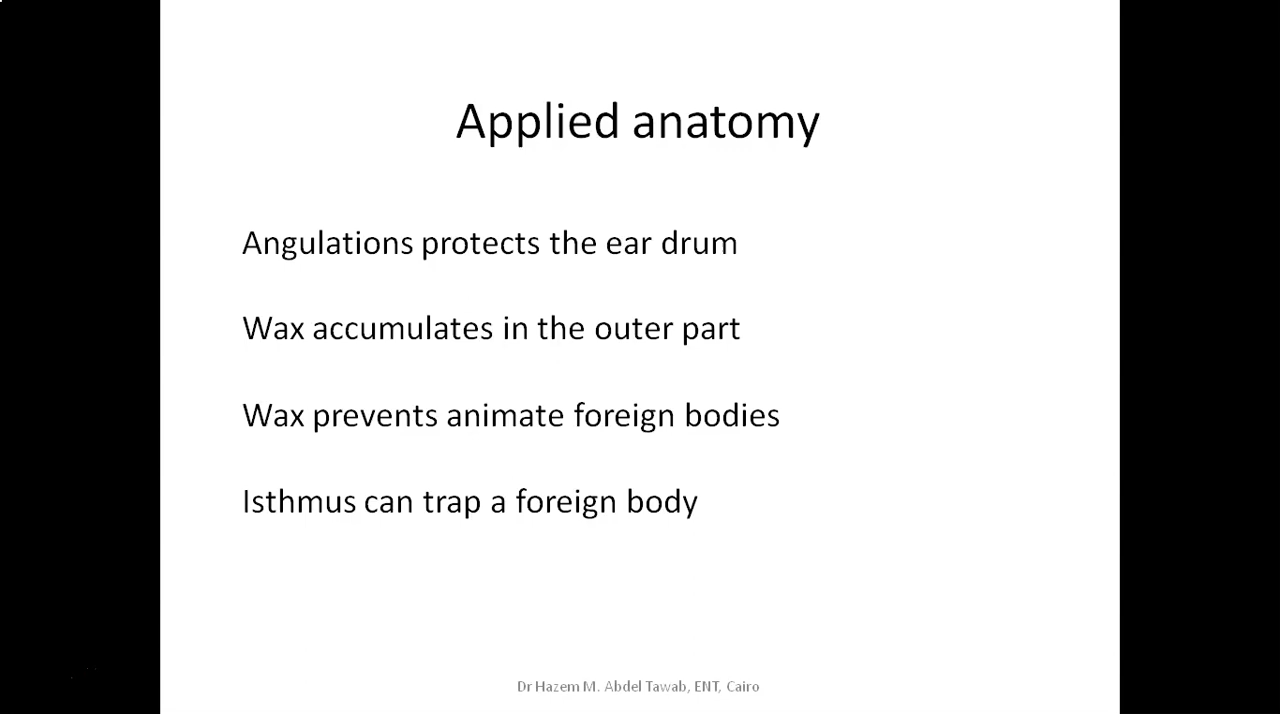 Applied anatomy
Angulations protects the ear drum
Wax accumulates in the outer part
Wax prevents animate foreign bodies
Isthmus can trap a foreign body
Dr Hazem M. Abdel Tawab, ENT, Cairo